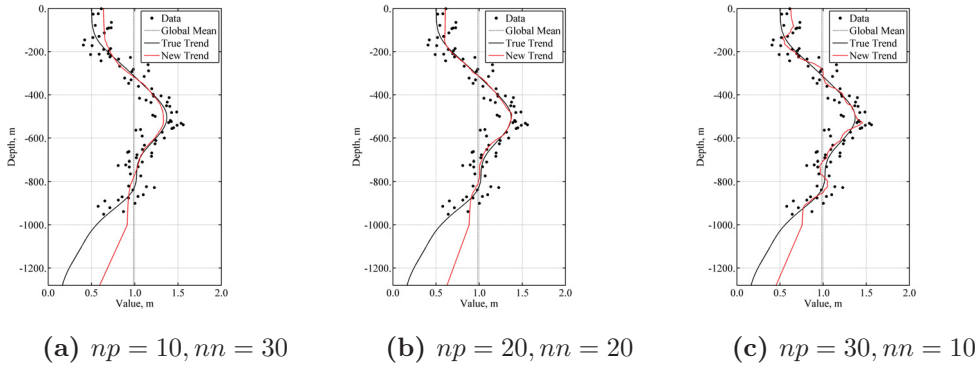 Data
Global Mean
True Trend
New Trend
0.
-200.
-400.
-600.
-800.
-1000.
-1200.
Depth, m
0.0 0.5 1.0 1.5 2.0
Value, m
(a) np = 10, nn = 30
Data
Global Mean
True Trend
New Trend
0.
-200.
-400.
-600.
-800.
-1000.
-1200.
Depth, m
0.0 0.5 1.0 1.5 2.0
Value, m
(b) np = 20, nn = 20
Data
Global Mean
True Trend
New Trend
0.
-200.
-400.
-600.
-800.
-1000.
-1200.
Depth, m
0.0 0.5 1.0 1.5 2.0
Value, m
(c) np = 30, nn = 10